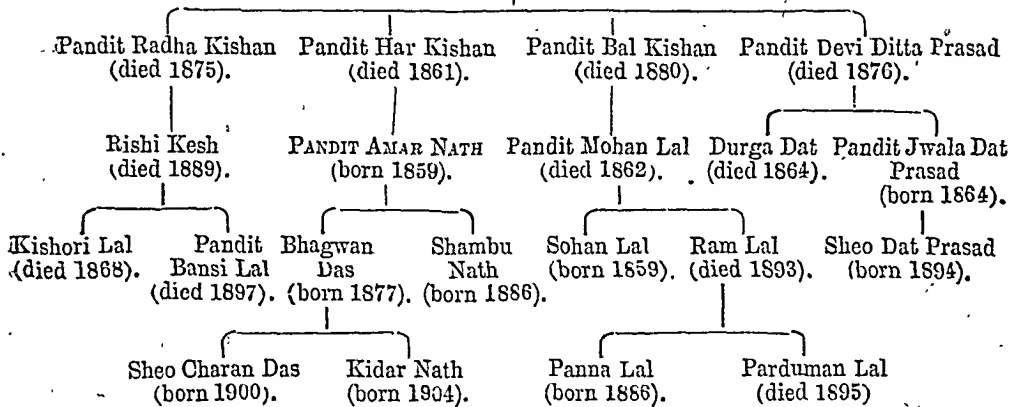 Pandit Radha Kishan Pandit Har Kishan Pandit Bal Kishan Pandit Devi Ditta Prasad
(died 1875). (died 1861). (died 1880). (died 1876).
Rishi Kesh PANDIT AMAR NATH Pandit Mohan Lal Durga Dat Pandit Jwala Dat
(died 1889). (born 1859). (died 1862). (died 1864). Prasad
(born 1864).
Kishori Lal Pandit Bhagwan Shambu Sohan Lal Ram Lal Sheo Dat Prasad
(died 1868). Bansi Lal Das Nath (born 1859). (died 1893). (born 1894).
(died 1897). (born 1877). (born 1886).
Sheo Charan Das Kidar Nath Panna Lal Parduman Lal
(born 1900). (born 1904). (born 1886). (died 1895)